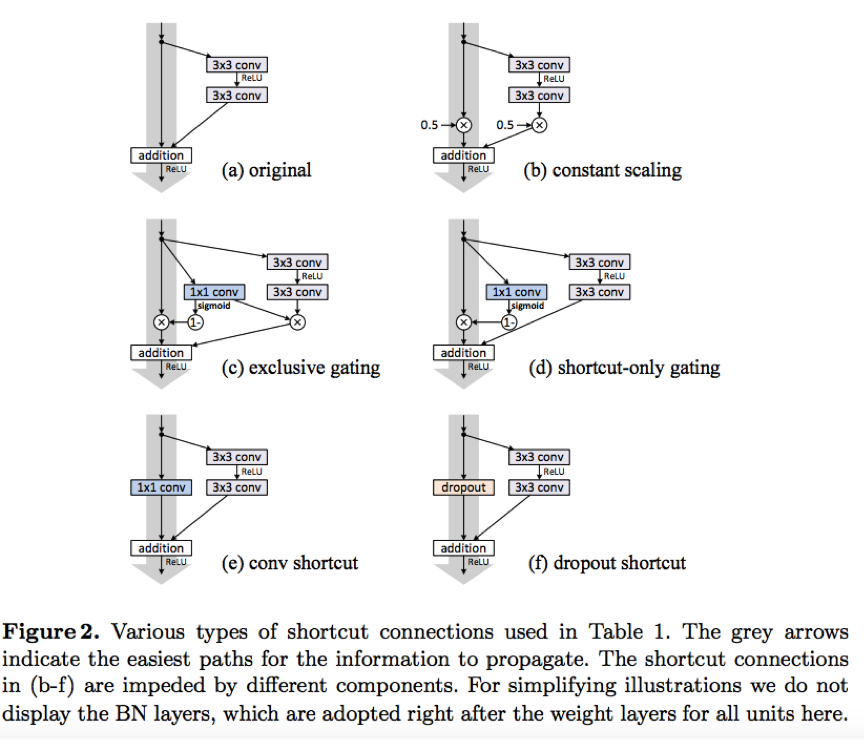 3x3 conv
ReLU
3x3 conv
addition
ReLU
(a) original
3x3 conv
ReLU
3x3 conv
0.5
0.5
addition
ReLU
(b) constant scaling
3x3 conv
ReLU
1x1 conv
3x3 conv
sigmoid
1-
addition
ReLU
(c) exclusive gating
3x3 conv
ReLU
1x1 conv
3x3 conv
sigmoid
1-
addition
ReLU
(d) shortcut-only gating
3x3 conv
ReLU
1x1 conv
3x3 conv
addition
ReLU
(e) conv shortcut
3x3 conv
ReLU
dropout
3x3 conv
addition
ReLU
(f) dropout shortcut
Figure 2. Various types of shortcut connections used in Table 1. The grey arrows
indicate the easiest paths for the information to propagate. The shortcut connections
in (b-f) are impeded by different components. For simplifying illustrations we do not
display the BN layers, which are adopted right after the weight layers for all units here.